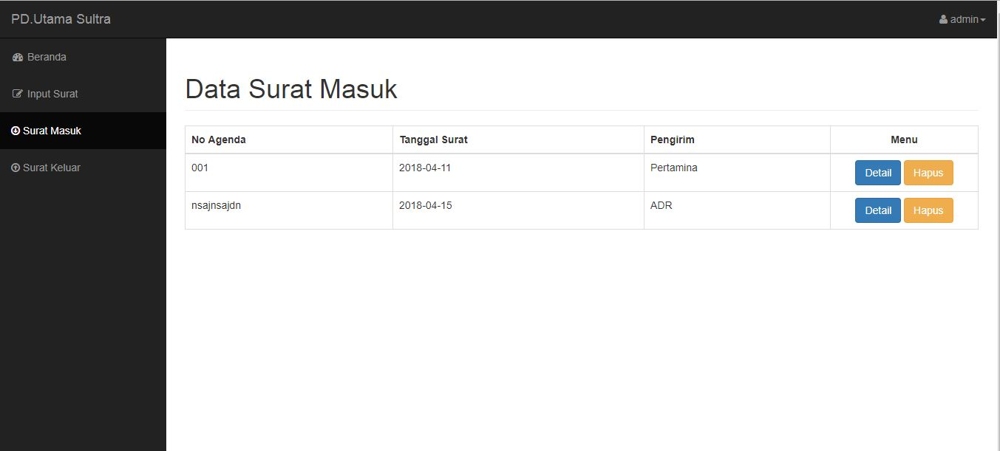 PD.Utama Sultra
admin
Beranda
Input Surat
Surat Masuk
Surat Keluar
Data Surat Masuk
No Agenda Tanggal Surat Pengirim Menu
001 2018-04-11 Pertamina Detail Hapus
nsajnsajdn 2018-04-15 ADR Detail Hapus